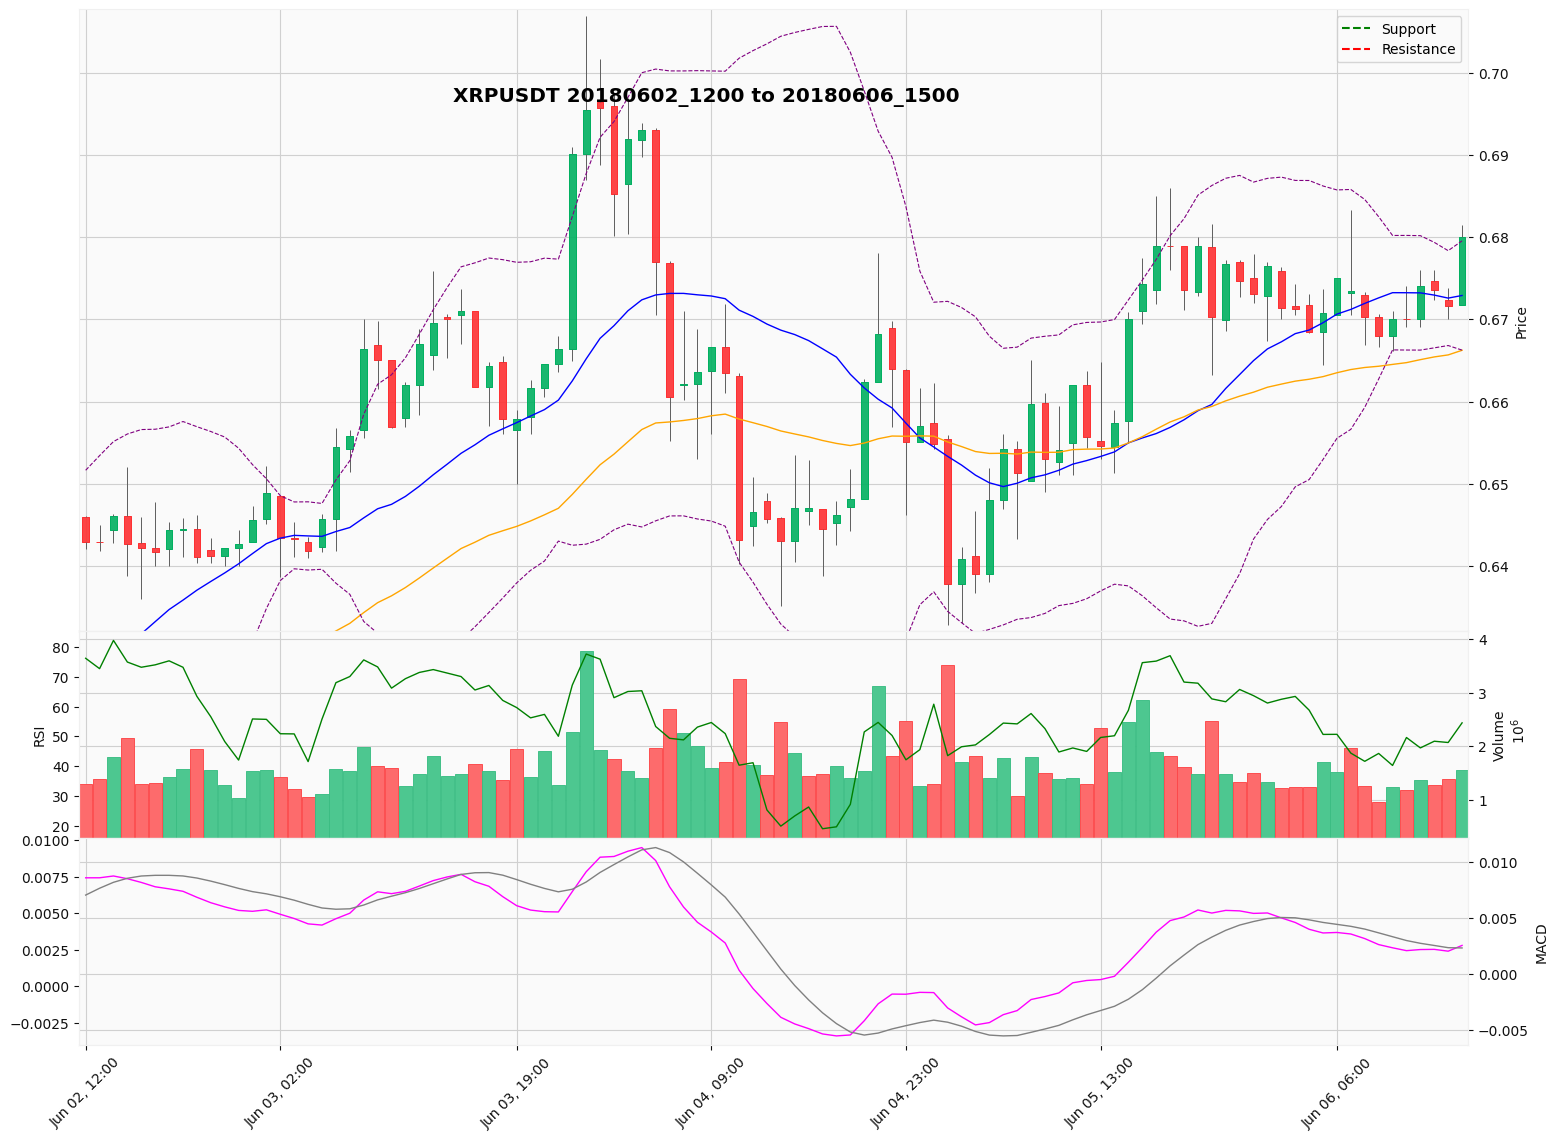 XRPUSDT 20180602_1200 to 20180606_1500
Support
Resistance
0.70
0.69
0.68
0.67
0.66
0.65
0.64
Price
80
70
60
50
40
30
20
RSI
4
3
2
1
Volume
10^6
0.0100
0.0075
0.0050
0.0025
0.0000
−0.0025
0.010
0.005
0.000
−0.005
MACD
Jun 02, 12:00
Jun 03, 02:00
Jun 03, 19:00
Jun 04, 09:00
Jun 04, 23:00
Jun 05, 13:00
Jun 06, 06:00